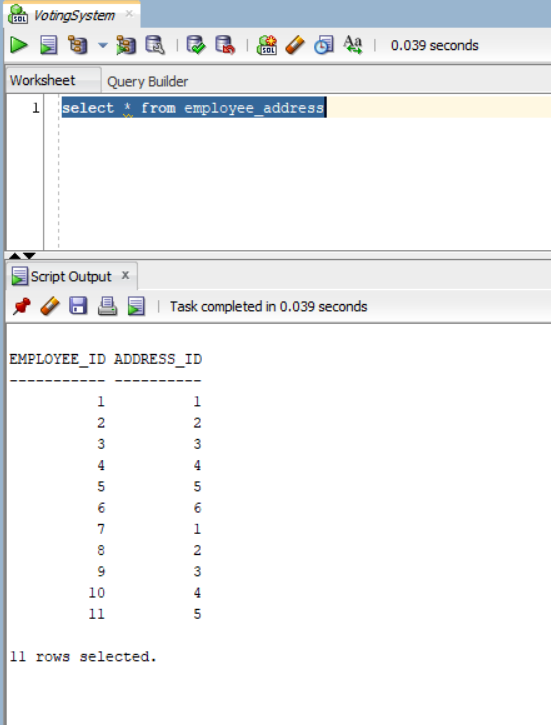 VotingSystem
0.039 seconds
Worksheet Query Builder
1 select * from employee_address
Script Output x
Task completed in 0.039 seconds
EMPLOYEE_ID ADDRESS_ID
----------- ----------
1 1
2 2
3 3
4 4
5 5
6 6
7 1
8 2
9 3
10 4
11 5
11 rows selected.